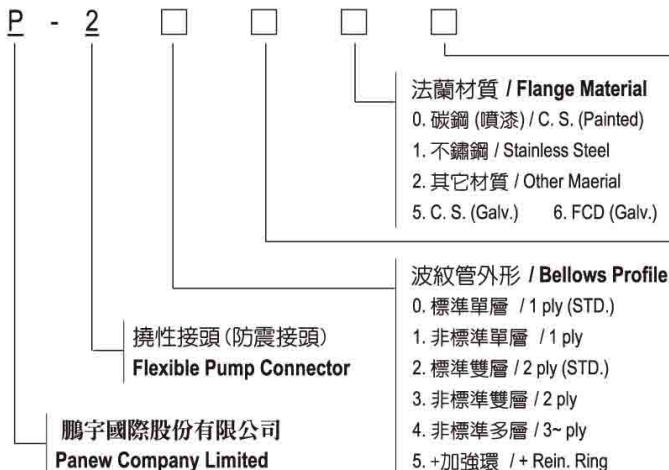 P - 2 □ □ □ □
法蘭材質 / Flange Material
0. 碳鋼 (噴漆) / C. S. (Painted)
1. 不鏽鋼 / Stainless Steel
2. 其它材質 / Other Maerial
5. C. S. (Galv.) 6. FCD (Galv.)
波紋管外形 / Bellows Profile
0. 標準單層 / 1 ply (STD.)
1. 非標準單層 / 1 ply
2. 標準雙層 / 2 ply (STD.)
3. 非標準雙層 / 2 ply
4. 非標準多層 / 3~ ply
5. +加強環 / + Rein. Ring
撓性接頭(防震接頭)
Flexible Pump Connector
鵬宇國際股份有限公司
Panew Company Limited